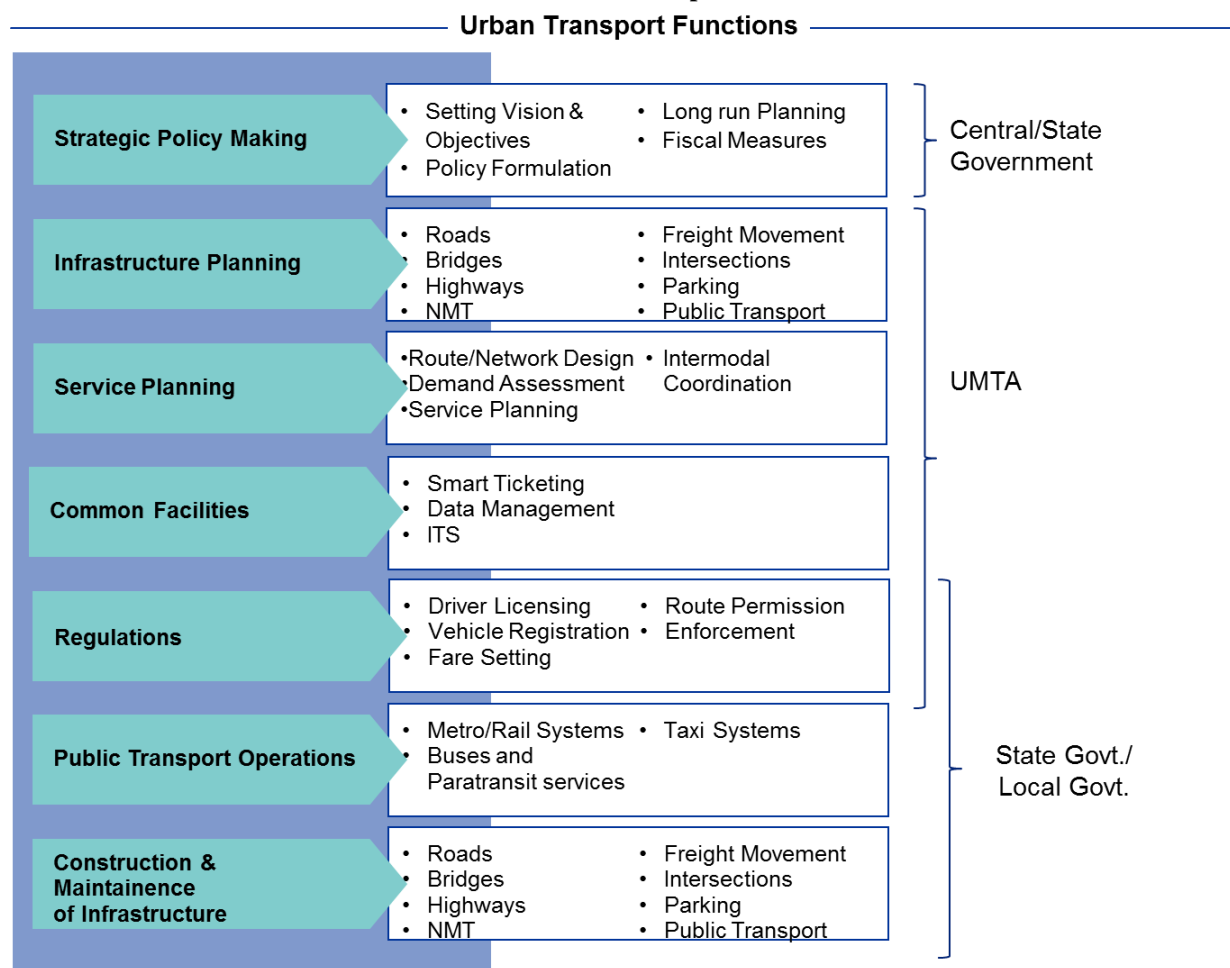 Urban Transport Functions
Strategic Policy Making
• Setting Vision &
Objectives
• Policy Formulation
• Long run Planning
• Fiscal Measures
Central/State
Government
Infrastructure Planning
• Roads
• Bridges
• Highways
• NMT
• Freight Movement
• Intersections
• Parking
• Public Transport
Service Planning
•Route/Network Design
•Demand Assessment
•Service Planning
• Intermodal
Coordination
UMTA
Common Facilities
• Smart Ticketing
• Data Management
• ITS
Regulations
• Driver Licensing
• Vehicle Registration
• Fare Setting
• Route Permission
• Enforcement
Public Transport Operations
• Metro/Rail Systems
• Buses and
Paratransit services
• Taxi Systems
State Govt./
Local Govt.
Construction &
Maintainence
of Infrastructure
• Roads
• Bridges
• Highways
• NMT
• Freight Movement
• Intersections
• Parking
• Public Transport